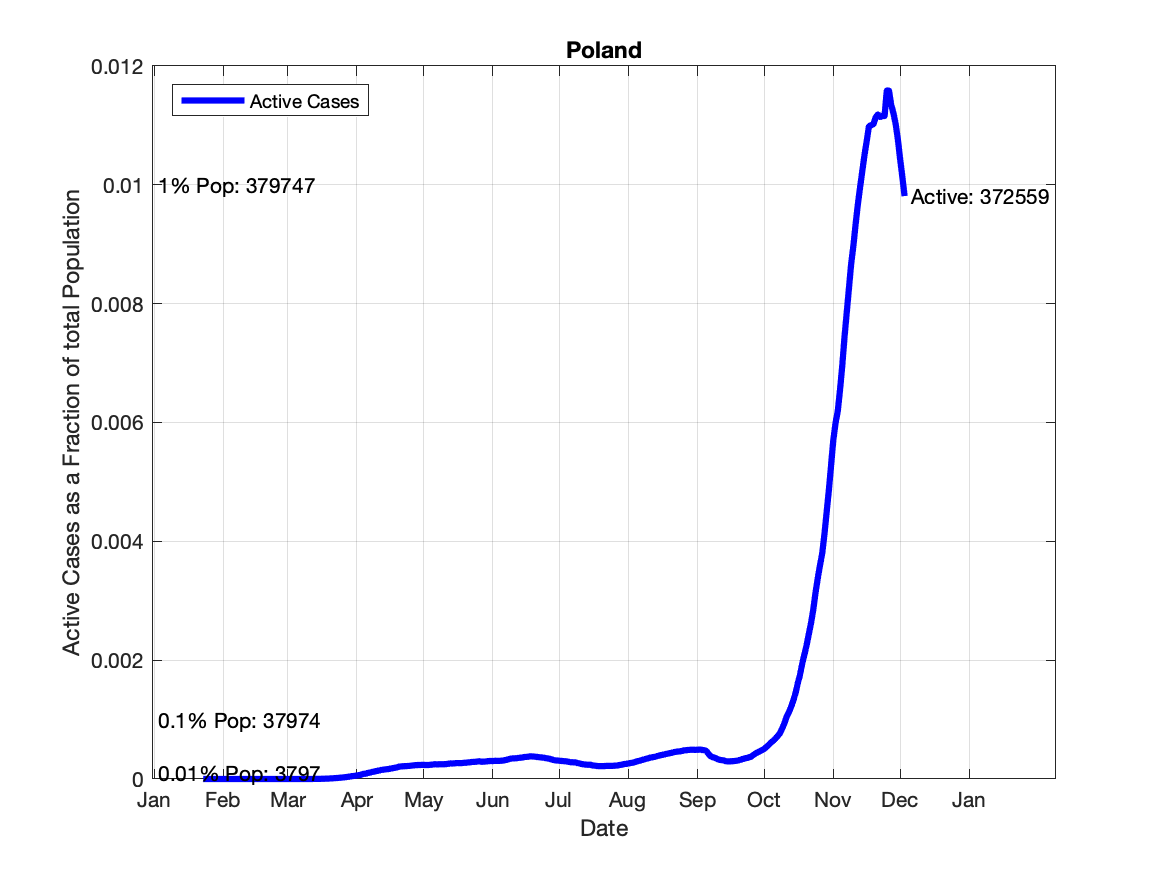 Poland
0.012
Active Cases
0.01
1% Pop: 379747
Active: 372559
0.008
0.006
0.004
0.002
0.1% Pop: 37974
0.01% Pop: 3797
0
Jan Feb Mar Apr May Jun Jul Aug Sep Oct Nov Dec Jan
Date
Active Cases as a Fraction of total Population